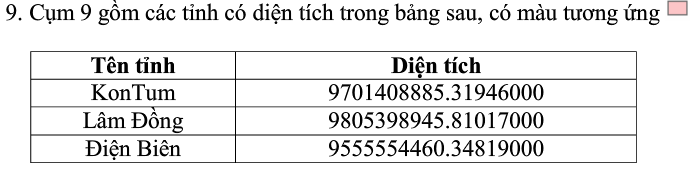 9. Cụm 9 gồm các tỉnh có diện tích trong bảng sau, có màu tương ứng
Tên tỉnh Diện tích
KonTum 9701408885.31946000
Lâm Đồng 9805398945.81017000
Điện Biên 9555554460.34819000